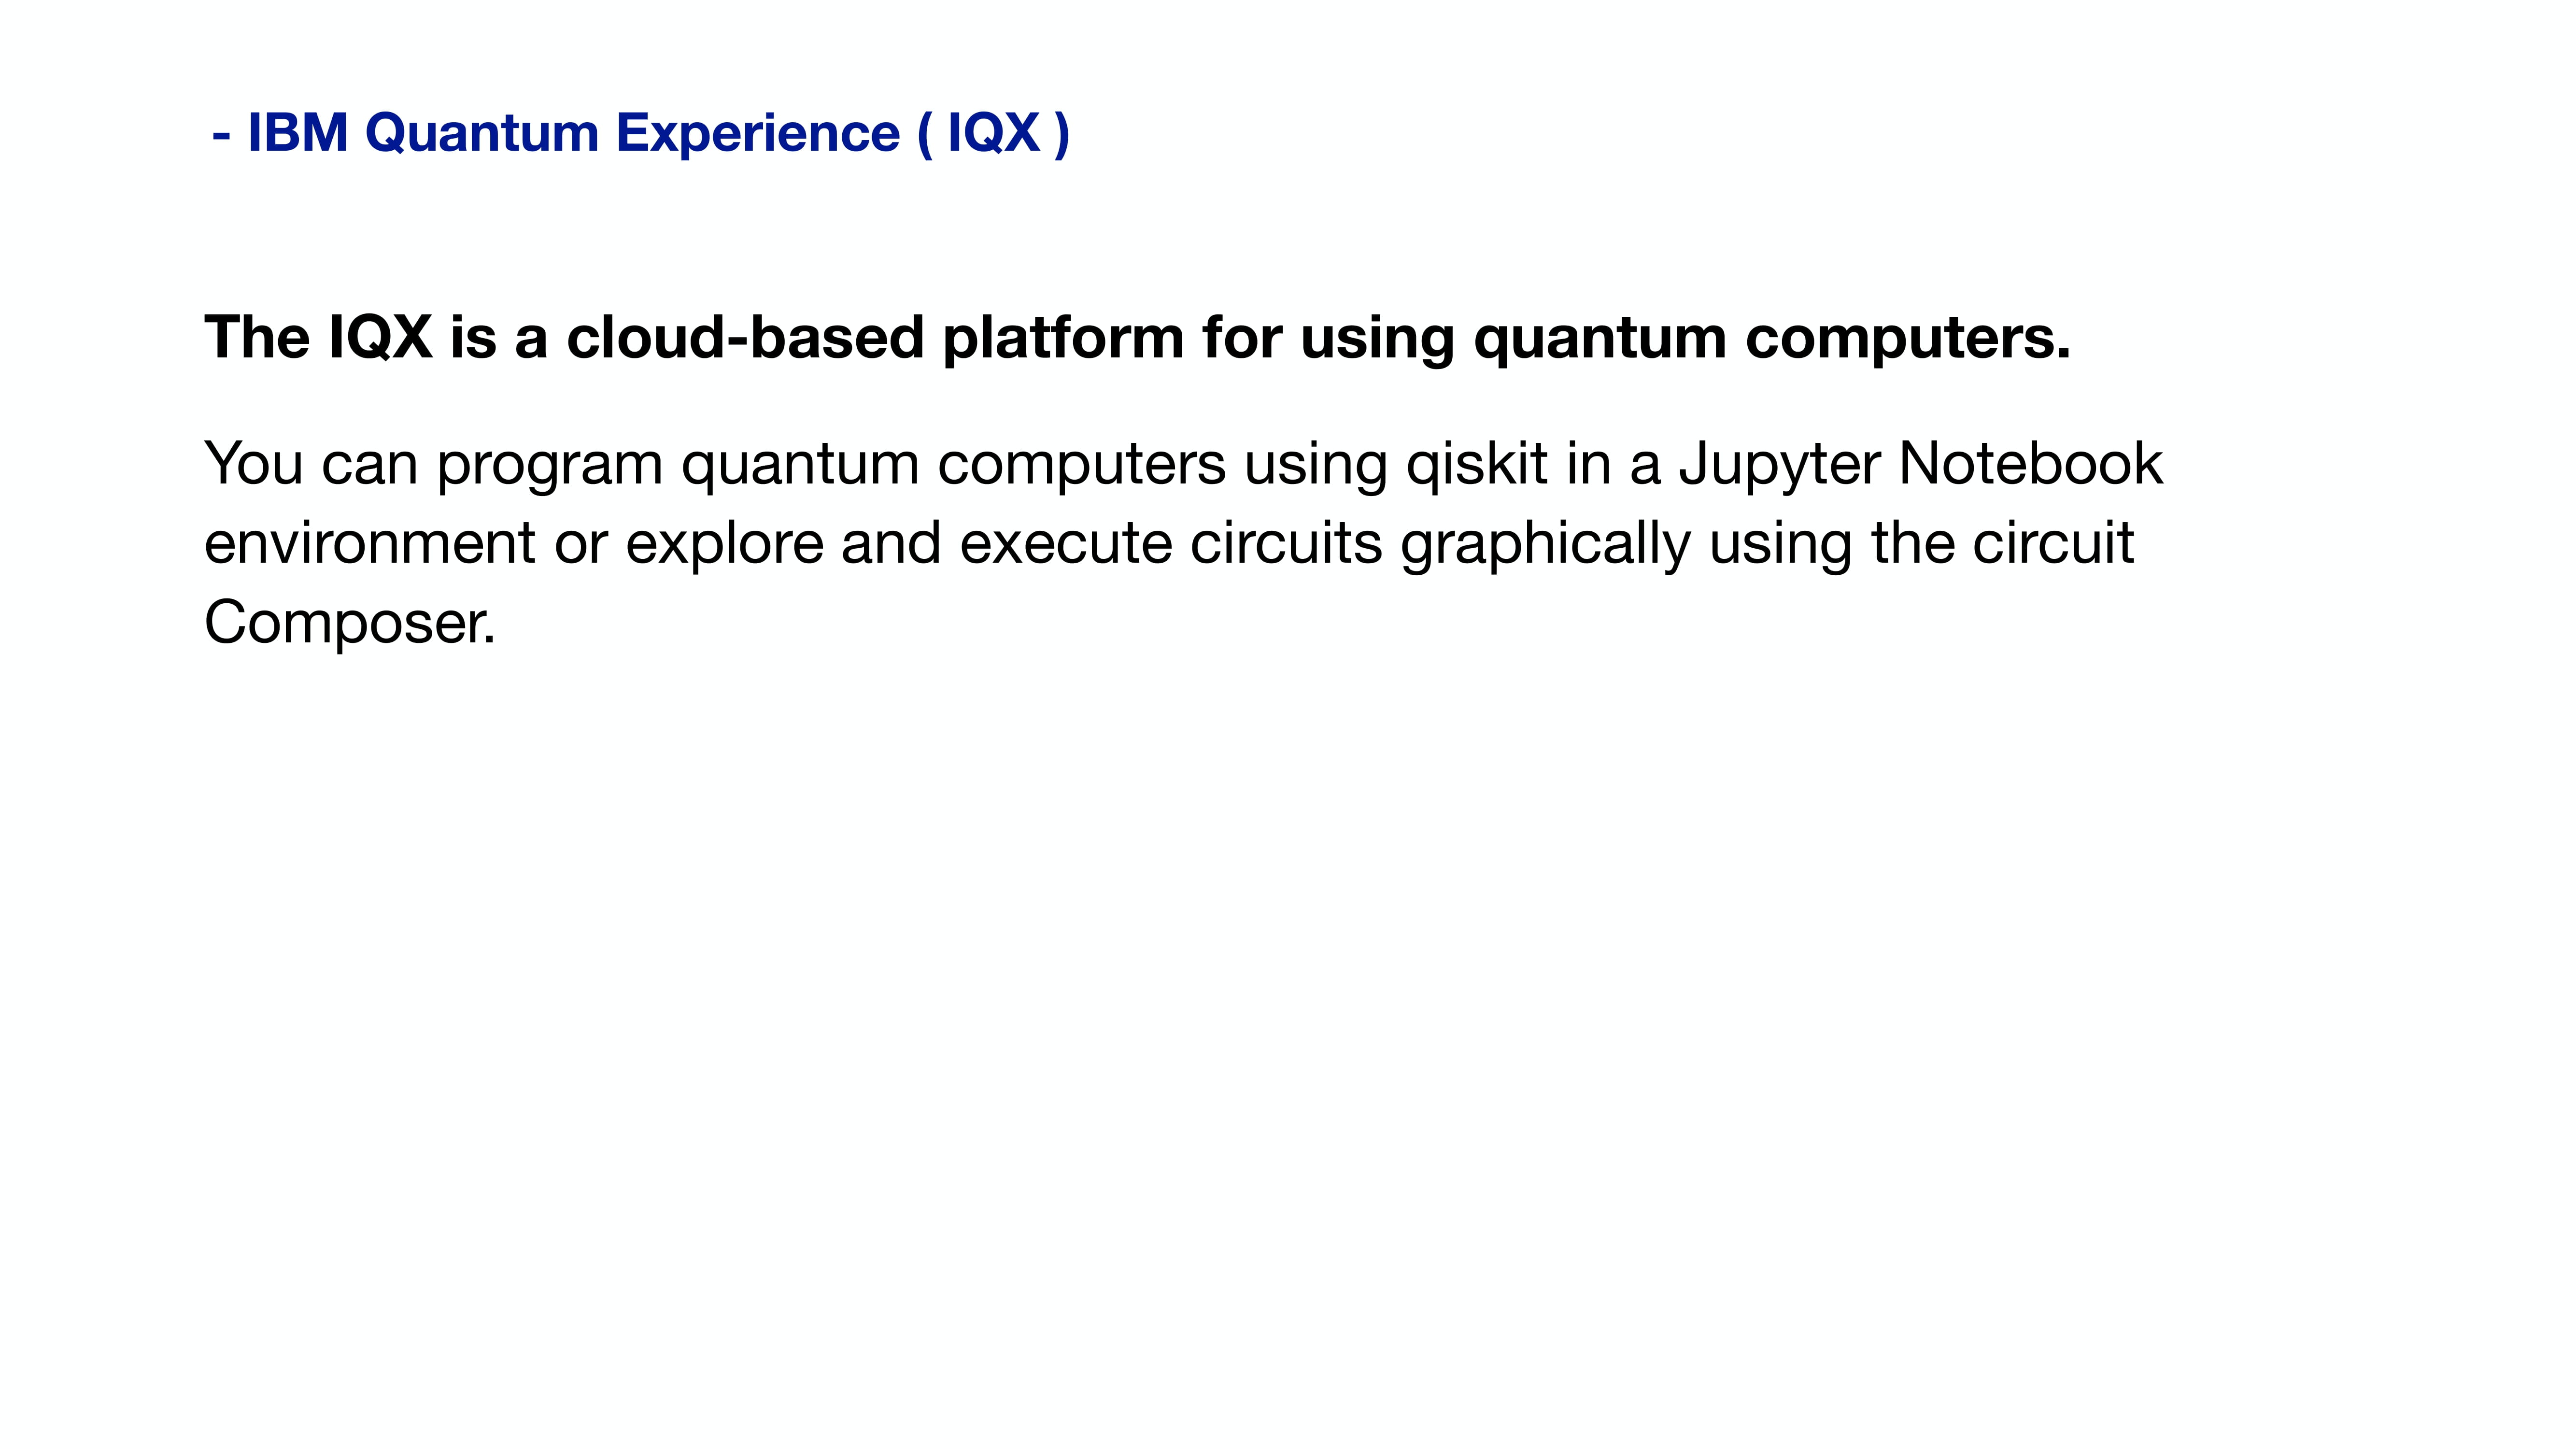 - IBM Quantum Experience ( IQX )
The IQX is a cloud-based platform for using quantum computers.
You can program quantum computers using qiskit in a Jupyter Notebook
environment or explore and execute circuits graphically using the circuit
Composer.